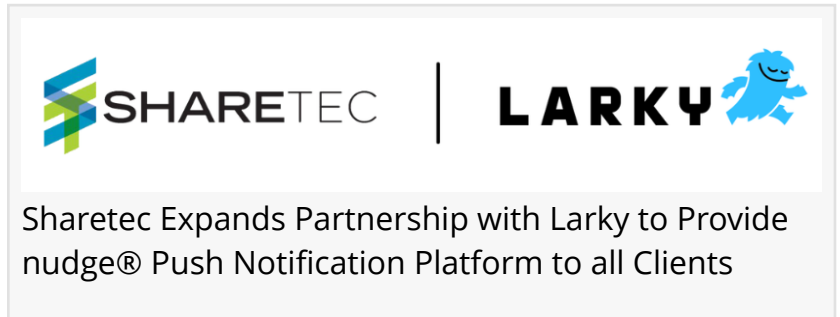 SHARETEC | LARKY
Sharetec Expands Partnership with Larky to Provide
nudge® Push Notification Platform to all Clients